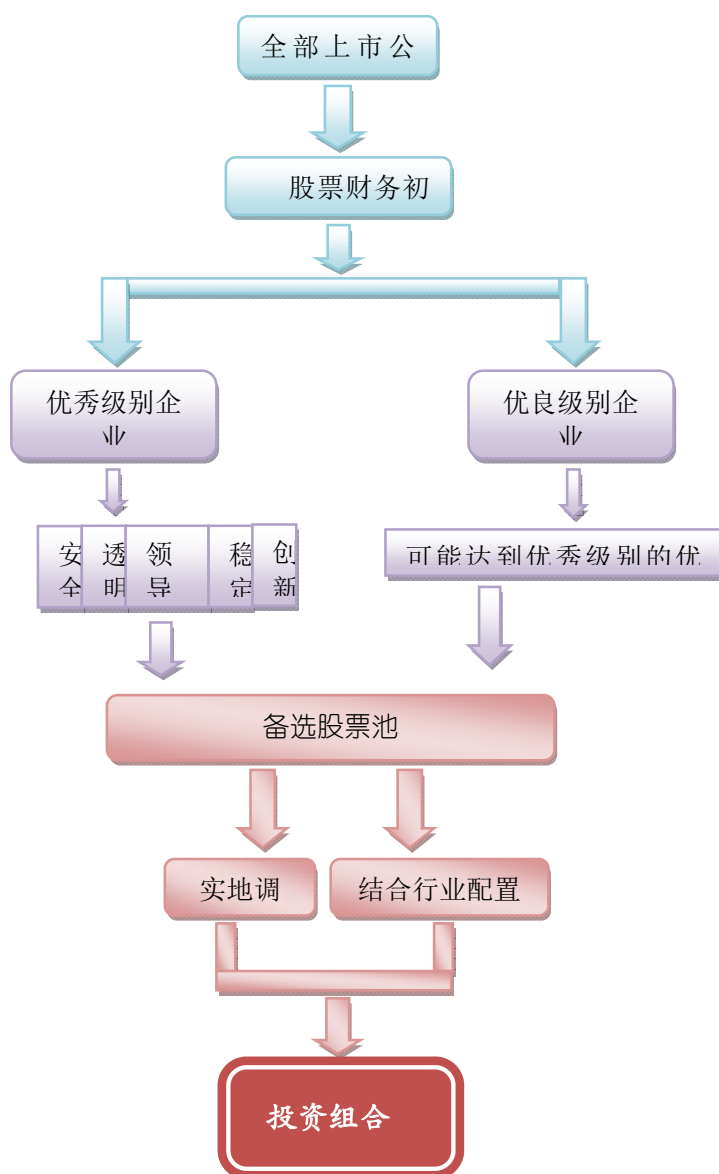 全部上市公
股票财务初
优秀级别企
业
优良级别企
业
安
全
透
明
领
导
稳
定
创
新
可能达到优秀级别的优
备选股票池
实地调
结合行业配置
投资组合